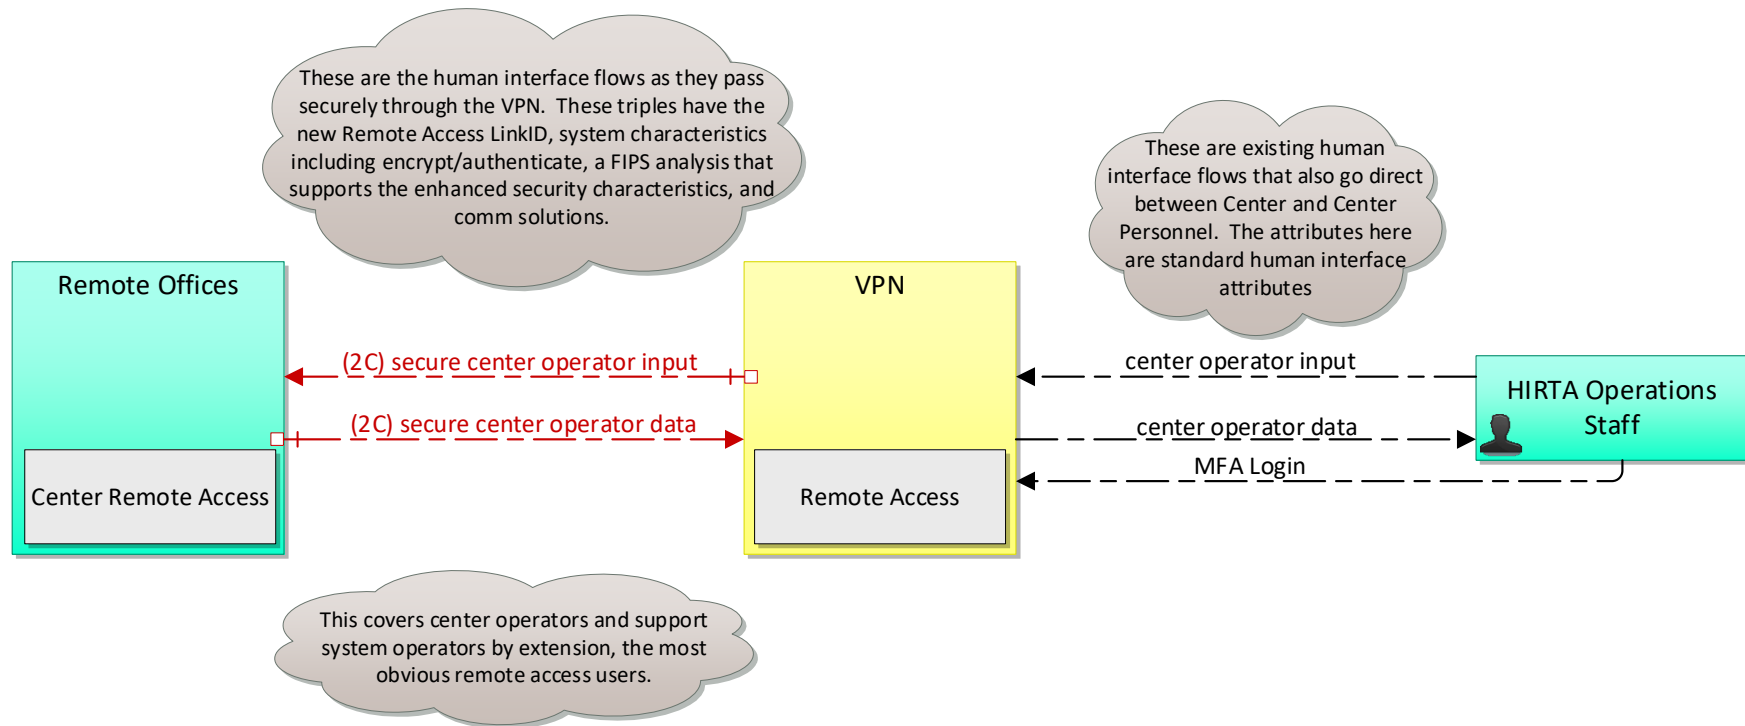 These are the human interface flows as they pass
securely through the VPN.  These triples have the
new Remote Access LinkID, system characteristics
including encrypt/authenticate, a FIPS analysis that
supports the enhanced security characteristics, and
comm solutions.
These are existing human
interface flows that also go direct
between Center and Center
Personnel.  The attributes here
are standard human interface
attributes
Remote Offices
VPN
(2C) secure center operator input
center operator input
HIRTA Operations
Staff
(2C) secure center operator data
center operator data
MFA Login
Center Remote Access
Remote Access
This covers center operators and support
system operators by extension, the most
obvious remote access users.